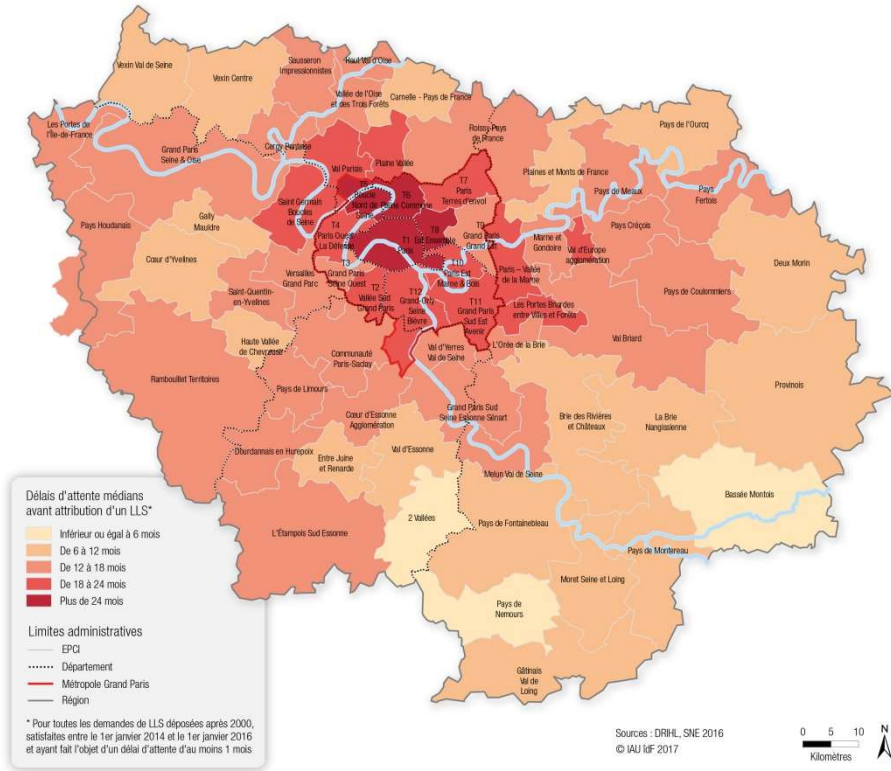 Vexin Val de Seine
Vexin Centre
Sausseron
Impressionnistes
Haut Val d'Oise
Vallée de l'Oise
et des Trois Forêts
Carnelle - Pays de France
Les Portes de
l'Île-de-France
Grand Paris
Seine & Oise
Cergy Pontoise
Roissy-Pays
de France
Pays de l'Ourcq
Val Parisis
Plaine Vallée
Plaines et Monts de France
Pays de Meaux
Pays
Fertois
Saint Germain
Boucles
de Seine
T5
Boucle
Nord de
Seine
T6
Plaine Commune
T7
Paris
Terres d'envol
Pays Houdanais
Gally
Mauldre
T4
Paris Ouest
La Défense
T1
Paris
T8
Est Ensemble
T9
Grand Paris
Grand Est
Marne et
Gondoire
Val d'Europe
agglomération
Pays Créçois
Cœur d'Yvelines
Versailles
Grand Parc
T3
Grand Paris
Seine Ouest
T10
Paris Est
Marne & Bois
Paris - Vallée
de la Marne
Deux Morin
Saint-Quentin-
en-Yvelines
T2
Vallée Sud
Grand Paris
T12
Grand-Orly
Seine
Bièvre
T11
Grand Paris
Sud Est
Avenir
Les Portes Briardes
entre Villes et Forêts
Pays de Coulommiers
Haute Vallée
de Chevreuse
Communauté
Paris-Saclay
Val d'Yerres
Val de Seine
L'Orée de la Brie
Val Briard
Rambouillet Territoires
Pays de Limours
Provinois
Cœur d'Essonne
Agglomération
Grand Paris Sud
Seine Essonne Sénart
Brie des Rivières
et Châteaux
La Brie
Nangissienne
Dourdannais en Hurepoix
Entre Juine
et Renarde
Val d'Essonne
Melun Val de Seine
Bassée Montois
L'Étampois Sud Essonne
2 Vallées
Pays de Fontainebleau
Pays de Montereau
Moret Seine et Loing
Pays de
Nemours
Gâtinais
Val de
Loing
Délais d'attente médians
avant attribution d'un LLS*
Inférieur ou égal à 6 mois
De 6 à 12 mois
De 12 à 18 mois
De 18 à 24 mois
Plus de 24 mois
Limites administratives
EPCI
Département
Métropole Grand Paris
Région
* Pour toutes les demandes de LLS déposées après 2000,
satisfaites entre le 1er janvier 2014 et le 1er janvier 2016
et ayant fait l'objet d'un délai d'attente d'au moins 1 mois
Sources : DRIHL, SNE 2016
© IAU îdF 2017
0 5 10
Kilomètres
N